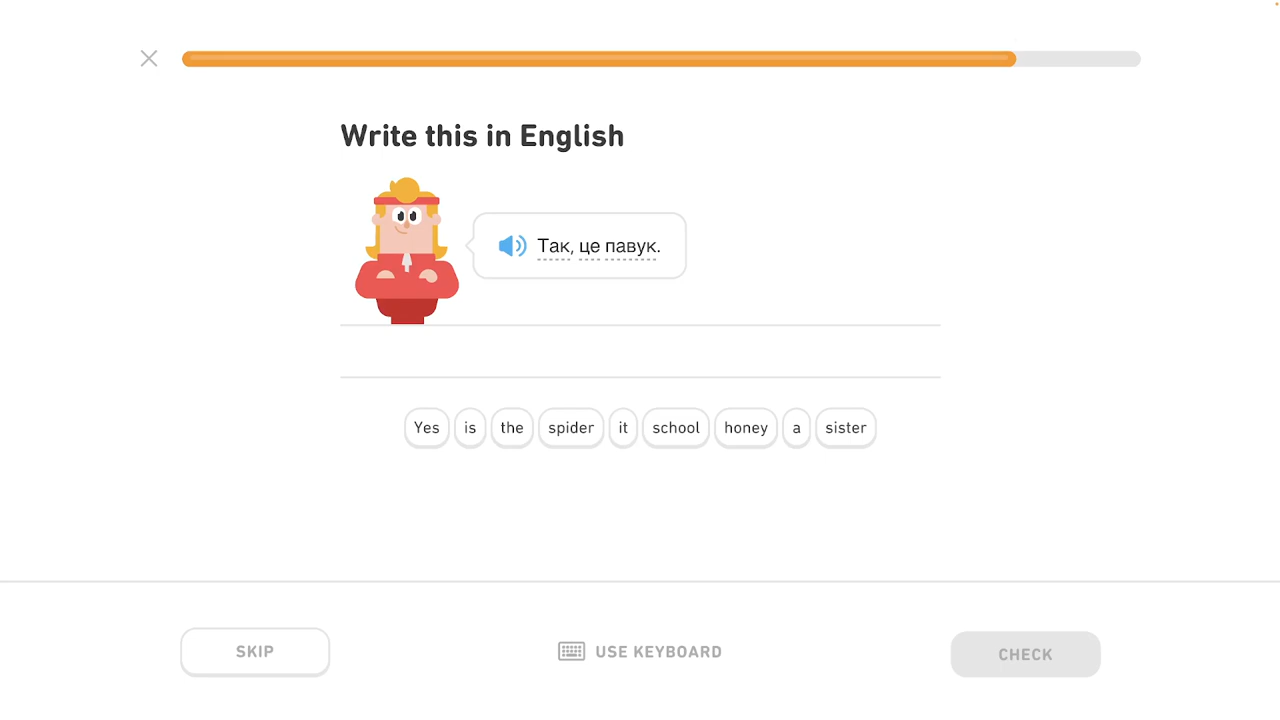 Write this in English
Так, це павук.
Yes is the spider it school honey a sister
SKIP USE KEYBOARD CHECK